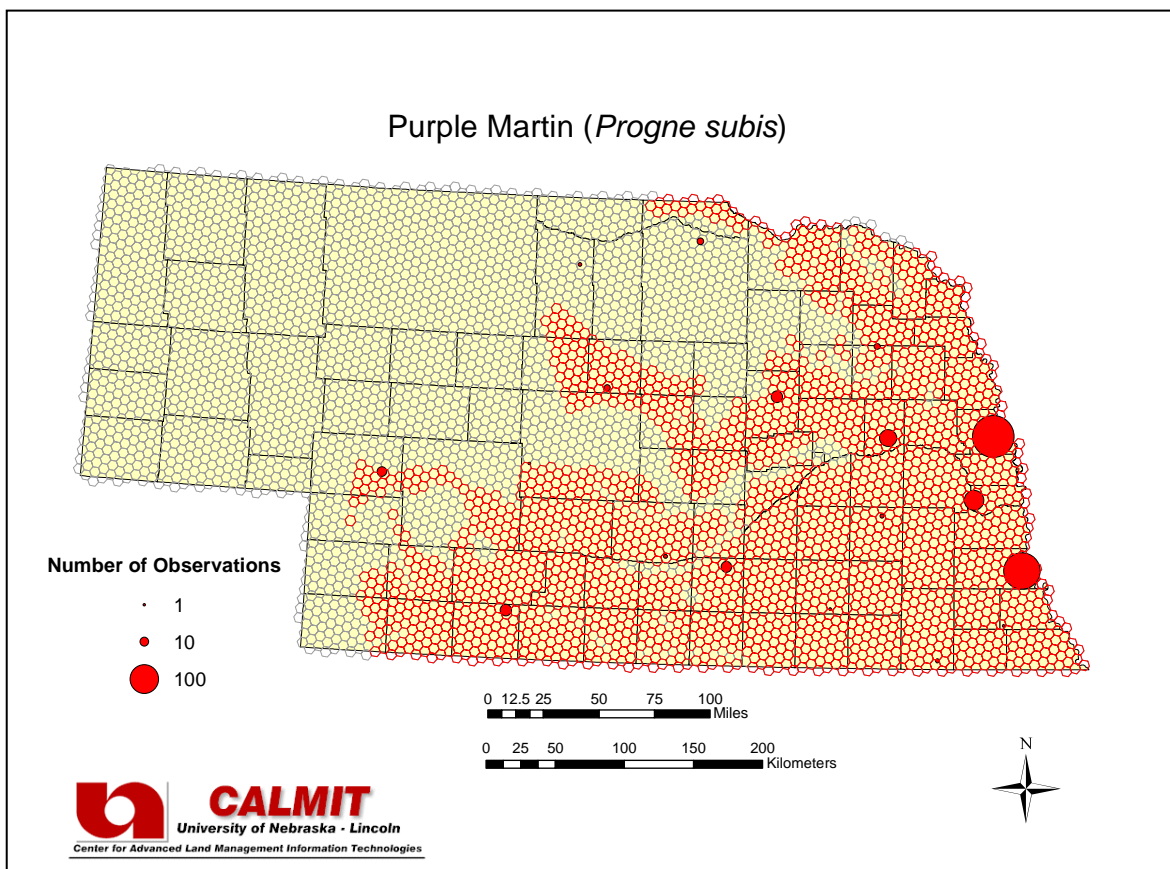 Purple Martin (Progne subis)
Number of Observations
1
10
100
0 12.5 25 50 75 100
Miles
0 25 50 100 150 200
Kilometers
N
CALMIT
University of Nebraska - Lincoln
Center for Advanced Land Management Information Technologies